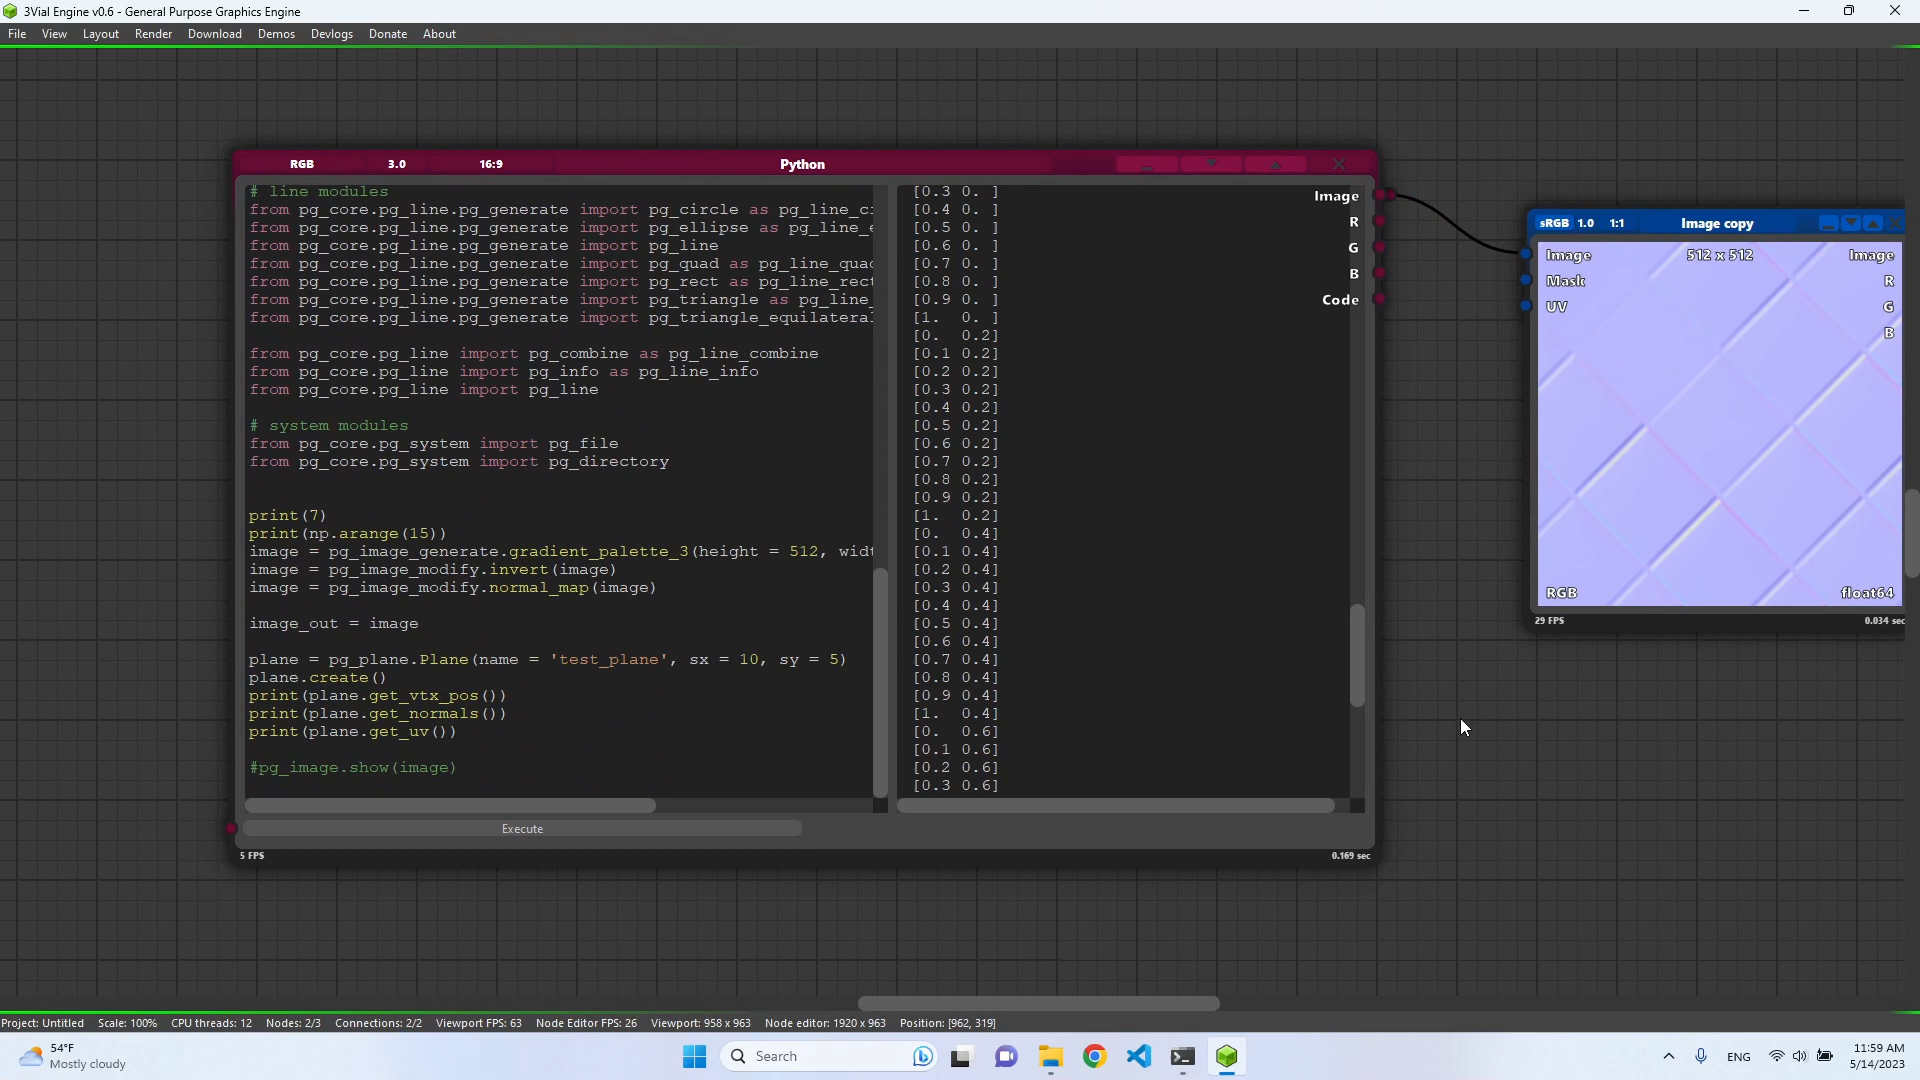 3Vial Engine v0.6 - General Purpose Graphics Engine
File View Layout Render Download Demos Devlogs Donate About
RGB 3.0 16:9 Python
# line modules
from pg_core.pg_line.pg_generate import pg_circle as pg_line_ci
from pg_core.pg_line.pg_generate import pg_ellipse as pg_line_e
from pg_core.pg_line.pg_generate import pg_line
from pg_core.pg_line.pg_generate import pg_quad as pg_line_quad
from pg_core.pg_line.pg_generate import pg_rect as pg_line_rect
from pg_core.pg_line.pg_generate import pg_triangle as pg_line_
from pg_core.pg_line.pg_generate import pg_triangle_equilateral
from pg_core.pg_line import pg_combine as pg_line_combine
from pg_core.pg_line import pg_info as pg_line_info
from pg_core.pg_line import pg_line
# system modules
from pg_core.pg_system import pg_file
from pg_core.pg_system import pg_directory
print(7)
print(np.arange(15))
image = pg_image_generate.gradient_palette_3(height = 512, widt
image = pg_image_modify.invert(image)
image = pg_image_modify.normal_map(image)
image_out = image
plane = pg_plane.Plane(name = 'test_plane', sx = 10, sy = 5)
plane.create()
print(plane.get_vtx_pos())
print(plane.get_normals())
print(plane.get_uv())
#pg_image.show(image)
Execute
5 FPS
0.169 sec
[0.3 0. ]
[0.4 0. ]
[0.5 0. ]
[0.6 0. ]
[0.7 0. ]
[0.8 0. ]
[0.9 0. ]
[1.  0. ]
[0.  0.2]
[0.1 0.2]
[0.2 0.2]
[0.3 0.2]
[0.4 0.2]
[0.5 0.2]
[0.6 0.2]
[0.7 0.2]
[0.8 0.2]
[0.9 0.2]
[1.  0.2]
[0.  0.4]
[0.1 0.4]
[0.2 0.4]
[0.3 0.4]
[0.4 0.4]
[0.5 0.4]
[0.6 0.4]
[0.7 0.4]
[0.8 0.4]
[0.9 0.4]
[1.  0.4]
[0.  0.6]
[0.1 0.6]
[0.2 0.6]
[0.3 0.6]
Image
R
G
B
Code
sRGB 1.0 1:1 Image copy
Image 512 x 512 Image
Mask R
UV G
B
RGB float64
29 FPS 0.034 sec
Project: Untitled Scale: 100% CPU threads: 12 Nodes: 2/3 Connections: 2/2 Viewport FPS: 63 Node Editor FPS: 26 Viewport: 958 x 963 Node editor: 1920 x 963 Position: [962, 319]
54°F
Mostly cloudy
Search
ENG
11:59 AM
5/14/2023